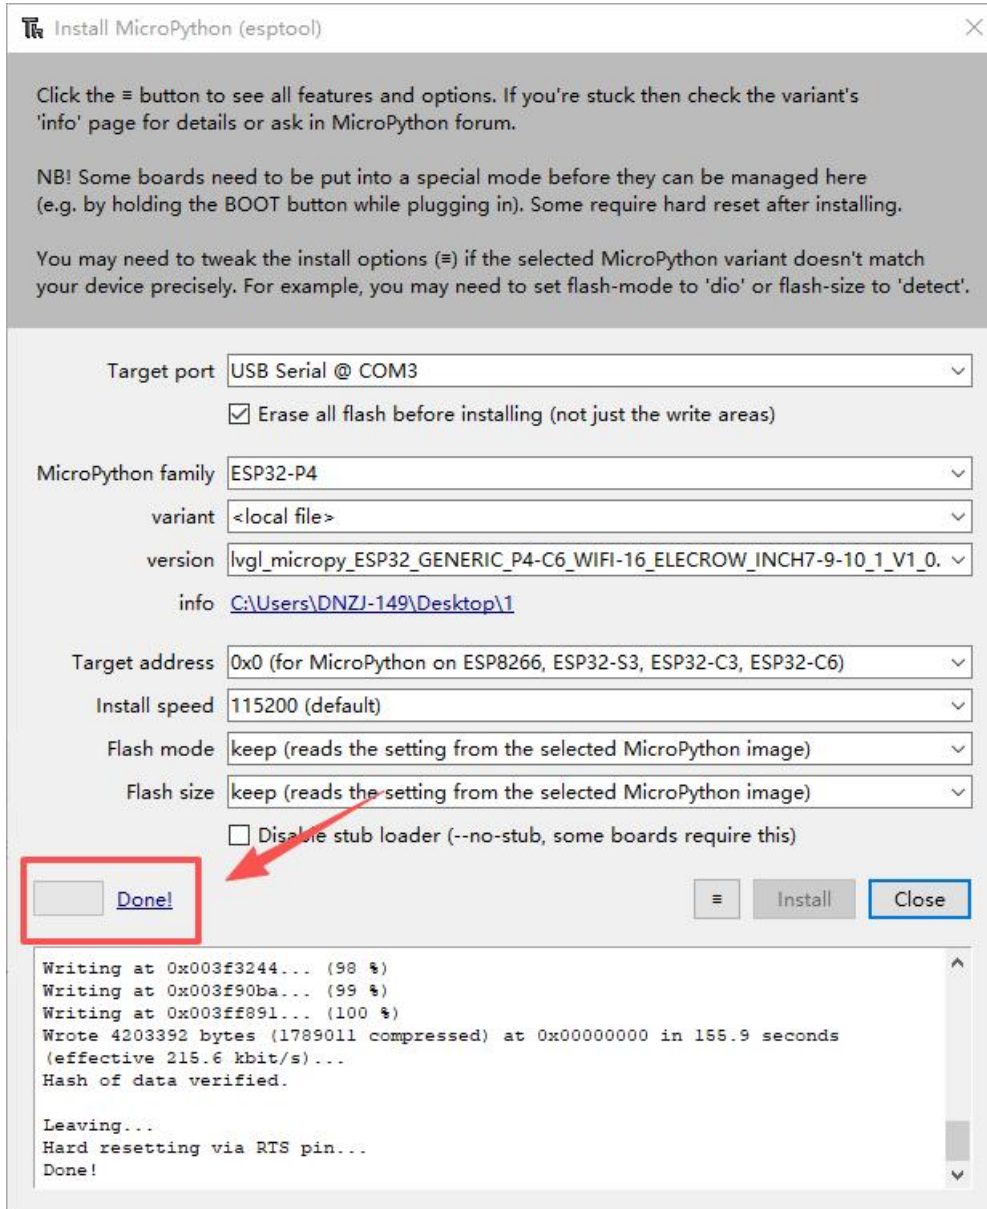 Install MicroPython (esptool)
Click the ≡ button to see all features and options. If you're stuck then check the variant's
'info' page for details or ask in MicroPython forum.
NB! Some boards need to be put into a special mode before they can be managed here
(e.g. by holding the BOOT button while plugging in). Some require hard reset after installing.
You may need to tweak the install options (≡) if the selected MicroPython variant doesn't match
your device precisely. For example, you may need to set flash-mode to 'dio' or flash-size to 'detect'.
Target port USB Serial @ COM3
Erase all flash before installing (not just the write areas)
MicroPython family ESP32-P4
variant <local file>
version lvgl_micropy_ESP32_GENERIC_P4-C6_WIFI-16_ELECROW_INCH7-9-10_1_V1_0.
info C:\Users\DNZJ-149\Desktop\1
Target address 0x0 (for MicroPython on ESP8266, ESP32-S3, ESP32-C3, ESP32-C6)
Install speed 115200 (default)
Flash mode keep (reads the setting from the selected MicroPython image)
Flash size keep (reads the setting from the selected MicroPython image)
Disable stub loader (--no-stub, some boards require this)
Done! ≡ Install Close
Writing at 0x003f3244... (98 %)
Writing at 0x003f90ba... (99 %)
Writing at 0x003ff891... (100 %)
Wrote 4203392 bytes (1789011 compressed) at 0x00000000 in 155.9 seconds
(effective 215.6 kbit/s)...
Hash of data verified.
Leaving...
Hard resetting via RTS pin...
Done!